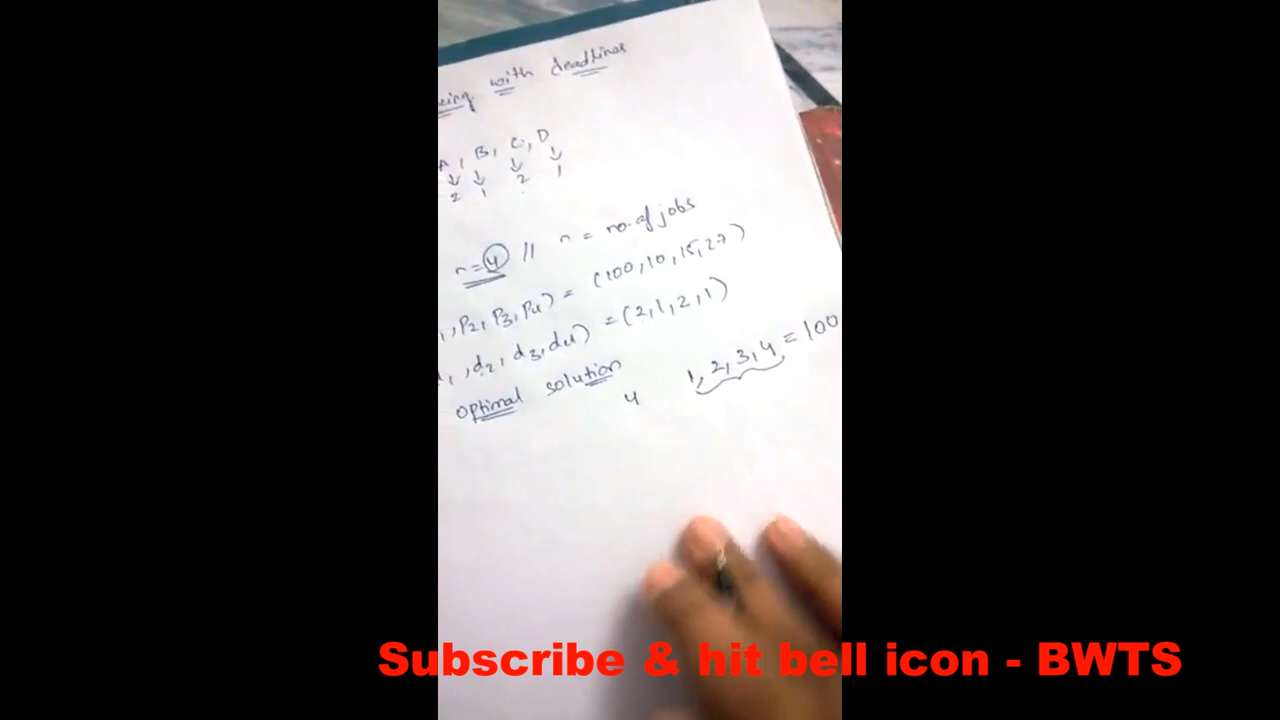 with deadlines
A, B, C, D
2 1 2 1
n=4 // n = no. of jobs
, P2, P3, P4) = (100, 10, 15, 27)
, d2, d3, d4) = (2, 1, 2, 1)
optimal solution
4 1, 2, 3, 4 = 100
Subscribe & hit bell icon - BWTS